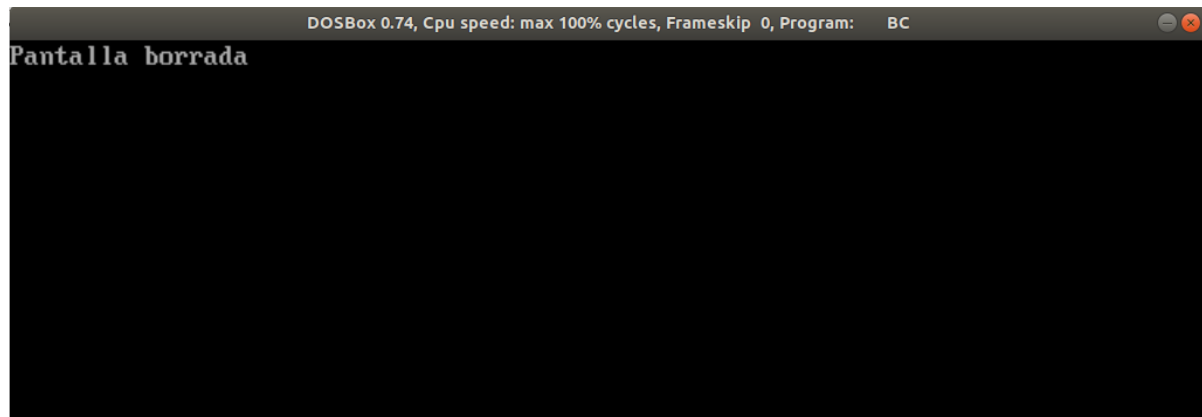 DOSBox 0.74, Cpu speed: max 100% cycles, Frameskip 0, Program: BC
Pantalla borrada